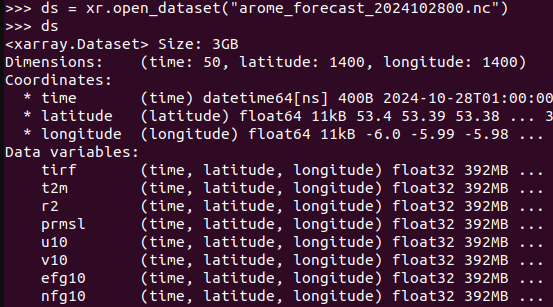 >>> ds = xr.open_dataset("arome_forecast_2024102800.nc")
>>> ds
<xarray.Dataset> Size: 3GB
Dimensions:    (time: 50, latitude: 1400, longitude: 1400)
Coordinates:
  * time       (time) datetime64[ns] 400B 2024-10-28T01:00:00
  * latitude   (latitude) float64 11kB 53.4 53.39 53.38 ... 3
  * longitude  (longitude) float64 11kB -6.0 -5.99 -5.98 ...
Data variables:
    tirf       (time, latitude, longitude) float32 392MB ...
    t2m        (time, latitude, longitude) float32 392MB ...
    r2         (time, latitude, longitude) float32 392MB ...
    prmsl      (time, latitude, longitude) float32 392MB ...
    u10        (time, latitude, longitude) float32 392MB ...
    v10        (time, latitude, longitude) float32 392MB ...
    efg10      (time, latitude, longitude) float32 392MB ...
    nfg10      (time, latitude, longitude) float32 392MB ...